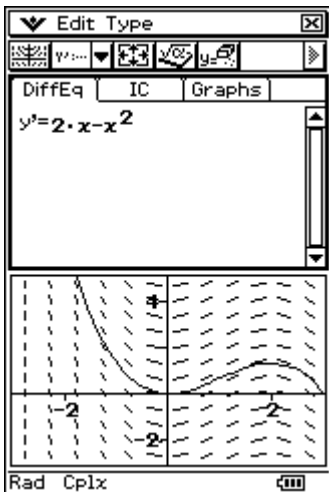 Edit Type
y':… y=
DiffEq IC Graphs
y'=2·x-x²
4
-2 2
-2
Rad Cplx